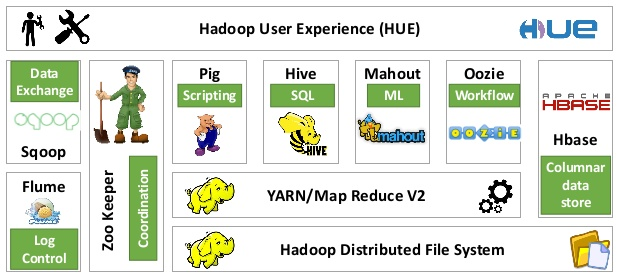 Hadoop User Experience (HUE)
HUE
Data
Exchange
sqoop
Sqoop
Flume
Log
Control
Zoo Keeper
Coordination
Pig
Scripting
Hive
SQL
HIVE
Mahout
ML
mahout
Oozie
Workflow
OOZIE
YARN/Map Reduce V2
Hadoop Distributed File System
APACHE
HBASE
Hbase
Columnar
data
store